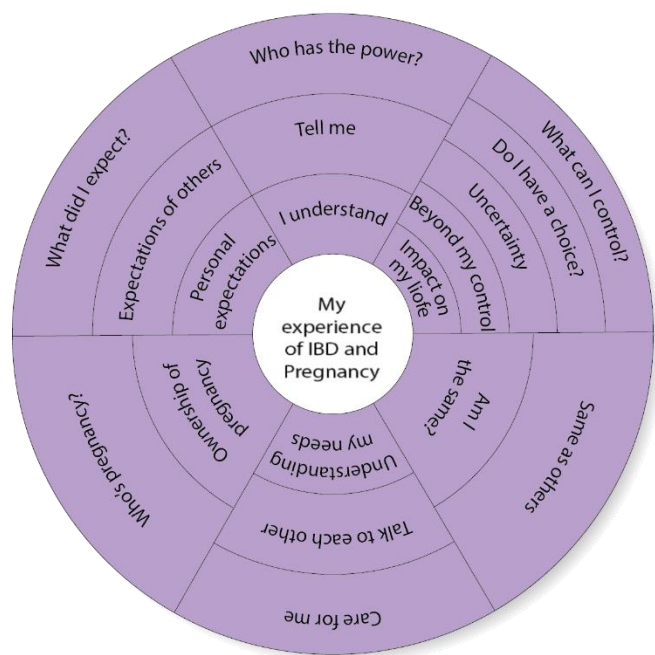 Who has the power?
Tell me
I understand
What can I control?
Do I have a choice?
Uncertainty
Beyond my control
Impact on
my liofe
Same as others
Am I
the same?
Care for me
Talk to each other
Understanding
my needs
Who's pregnancy?
Ownership of
pregnancy
What did I expect?
Expectations of others
Personal
expectations
My
experience
of IBD and
Pregnancy